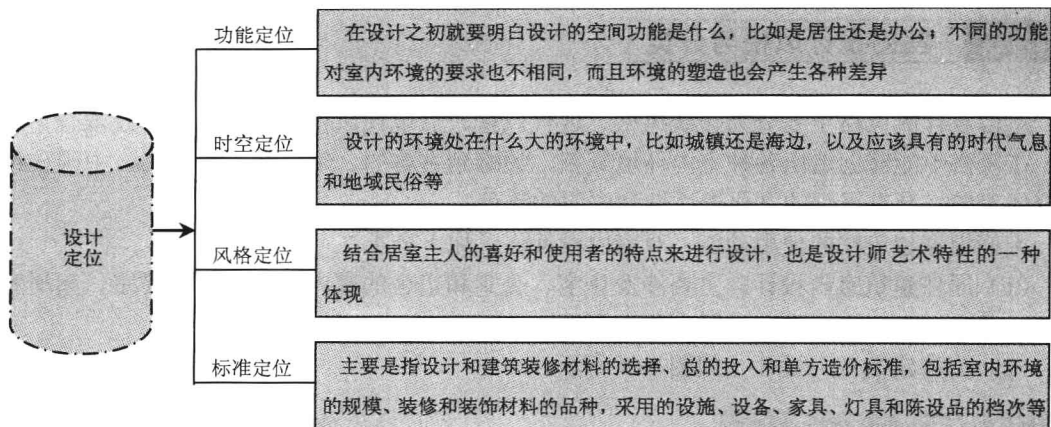 功能定位
在设计之初就要明白设计的空间功能是什么，比如是居住还是办公；不同的功能
对室内环境的要求也不相同，而且环境的塑造也会产生各种差异
时空定位
设计的环境处在什么大的环境中，比如城镇还是海边，以及应该具有的时代气息
和地域民俗等
设计
定位
风格定位
结合居室主人的喜好和使用者的特点来进行设计，也是设计师艺术特性的一种
体现
标准定位
主要是指设计和建筑装修材料的选择、总的投入和单方造价标准，包括室内环境
的规模、装修和装饰材料的品种，采用的设施、设备、家具、灯具和陈设品的档次等